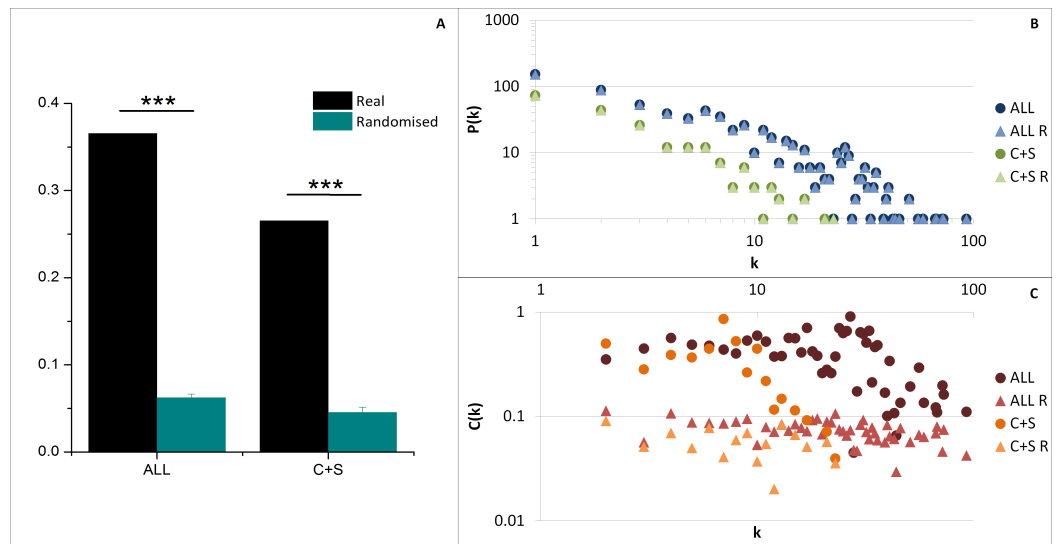 A
0.4
0.3
0.2
0.1
0.0
***
***
Real
Randomised
ALL
C+S
B
1000
100
10
1
P(k)
1
10
100
k
ALL
ALL R
C+S
C+S R
C
1
10
100
1
0.1
0.01
C(k)
k
ALL
ALL R
C+S
C+S R